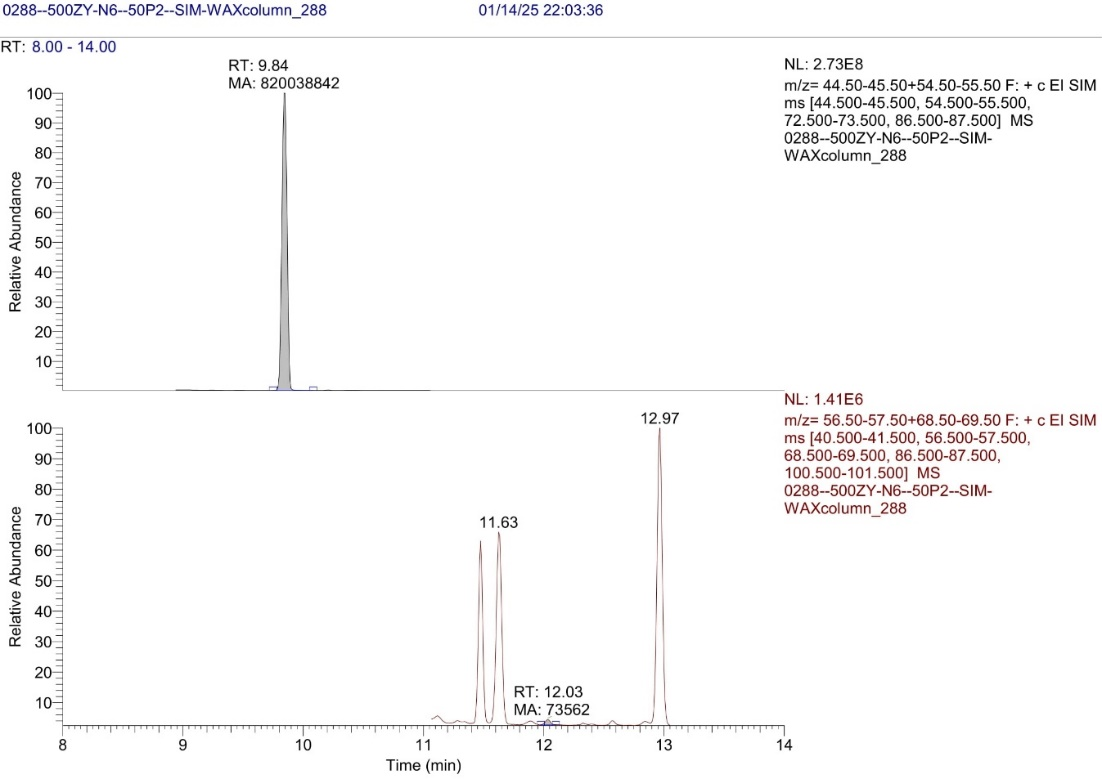 0288--500ZY-N6--50P2--SIM-WAXcolumn_288 01/14/25 22:03:36
RT: 8.00 - 14.00
RT: 9.84
MA: 820038842
NL: 2.73E8
m/z= 44.50-45.50+54.50-55.50 F: + c EI SIM
ms [44.500-45.500, 54.500-55.500,
72.500-73.500, 86.500-87.500] MS
0288--500ZY-N6--50P2--SIM-
WAXcolumn_288
100
90
80
70
60
50
40
30
20
10
Relative Abundance
NL: 1.41E6
m/z= 56.50-57.50+68.50-69.50 F: + c EI SIM
ms [40.500-41.500, 56.500-57.500,
68.500-69.500, 86.500-87.500,
100.500-101.500] MS
0288--500ZY-N6--50P2--SIM-
WAXcolumn_288
12.97
11.63
RT: 12.03
MA: 73562
100
90
80
70
60
50
40
30
20
10
Relative Abundance
8 9 10 11 12 13 14
Time (min)